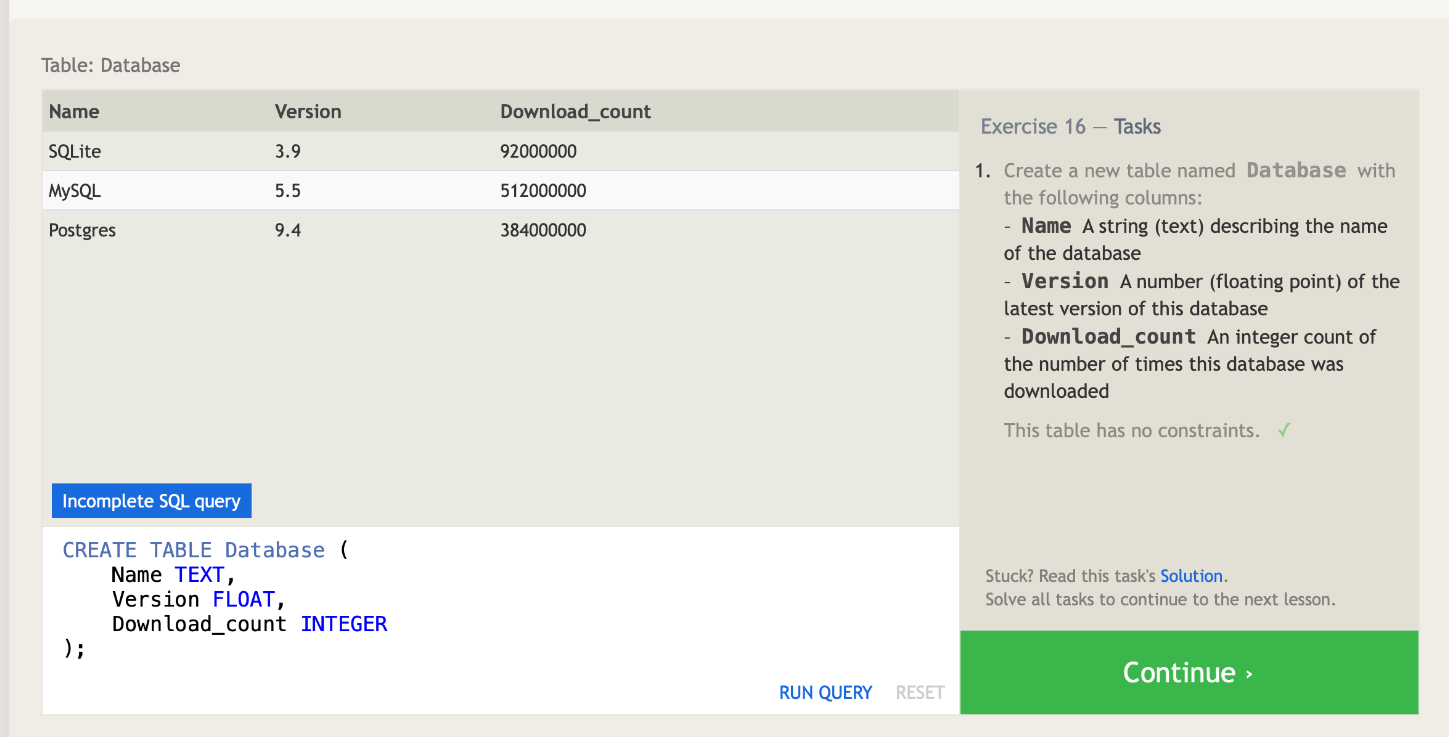 Table: Database
Name Version Download_count
SQLite 3.9 92000000
MySQL 5.5 512000000
Postgres 9.4 384000000
Incomplete SQL query
CREATE TABLE Database (
    Name TEXT,
    Version FLOAT,
    Download_count INTEGER
);
RUN QUERY RESET
Exercise 16 — Tasks
1. Create a new table named Database with
the following columns:
- Name A string (text) describing the name
of the database
- Version A number (floating point) of the
latest version of this database
- Download_count An integer count of
the number of times this database was
downloaded
This table has no constraints. ✓
Stuck? Read this task's Solution.
Solve all tasks to continue to the next lesson.
Continue ›